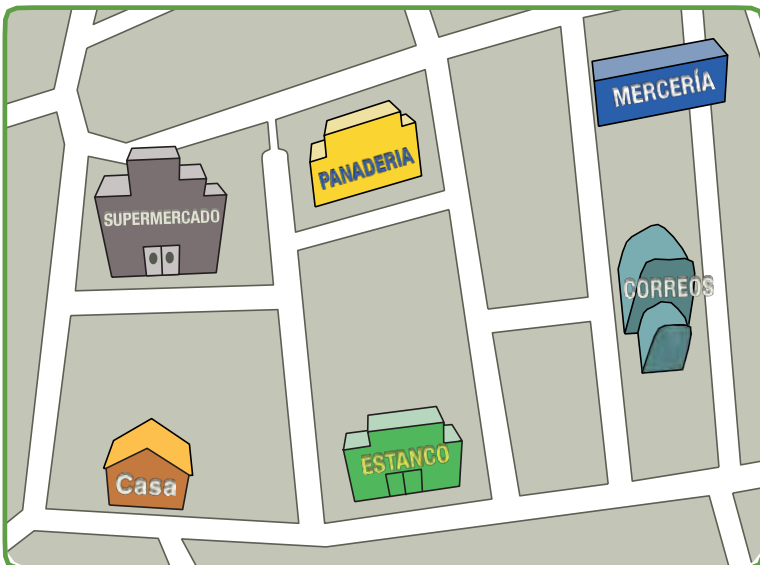 MERCERÍA
PANADERIA
SUPERMERCADO
CORREOS
ESTANCO
Casa